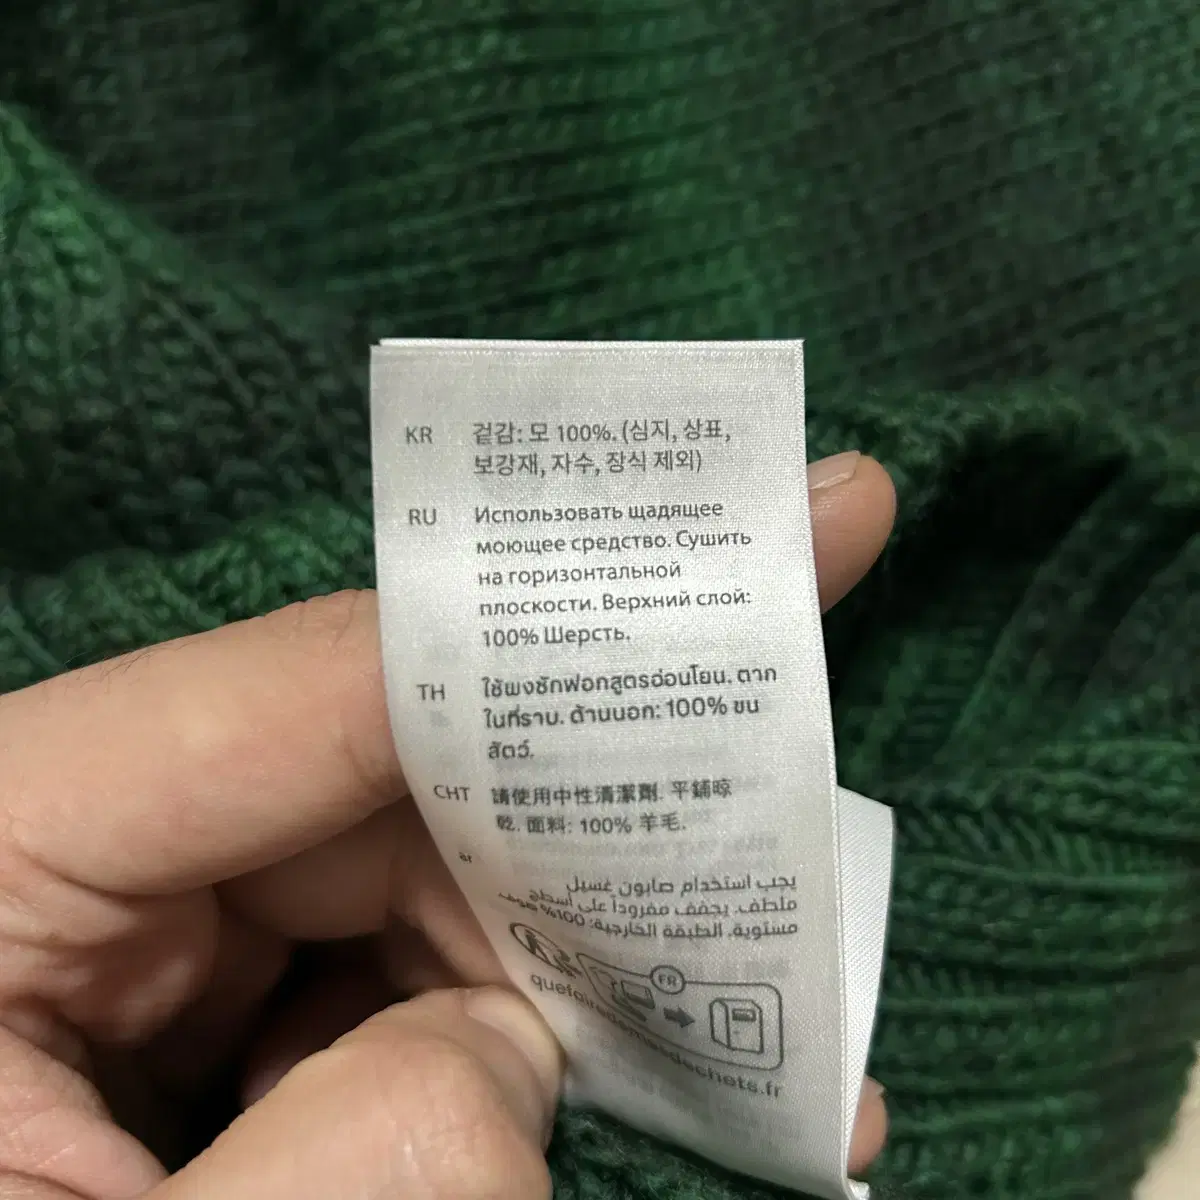 KR 겉감: 모 100%. (심지, 상표,
보강재, 자수, 장식 제외)
RU Использовать щадящее
моющее средство. Сушить
на горизонтальной
плоскости. Верхний слой:
100% Шерсть.
TH ใช้ผงซักฟอกสูตรอ่อนโยน. ตาก
ในที่ราบ. ด้านนอก: 100% ขน
สัตว์.
CHT 請使用中性清潔劑. 平鋪晾
乾. 面料: 100% 羊毛.
ar
يجب استخدام صابون غسيل
ملطف. يجفف مفروداً على أسطح
مستوية. الطبقة الخارجية: 100% صوف
FR
quefairedemesdechets.fr